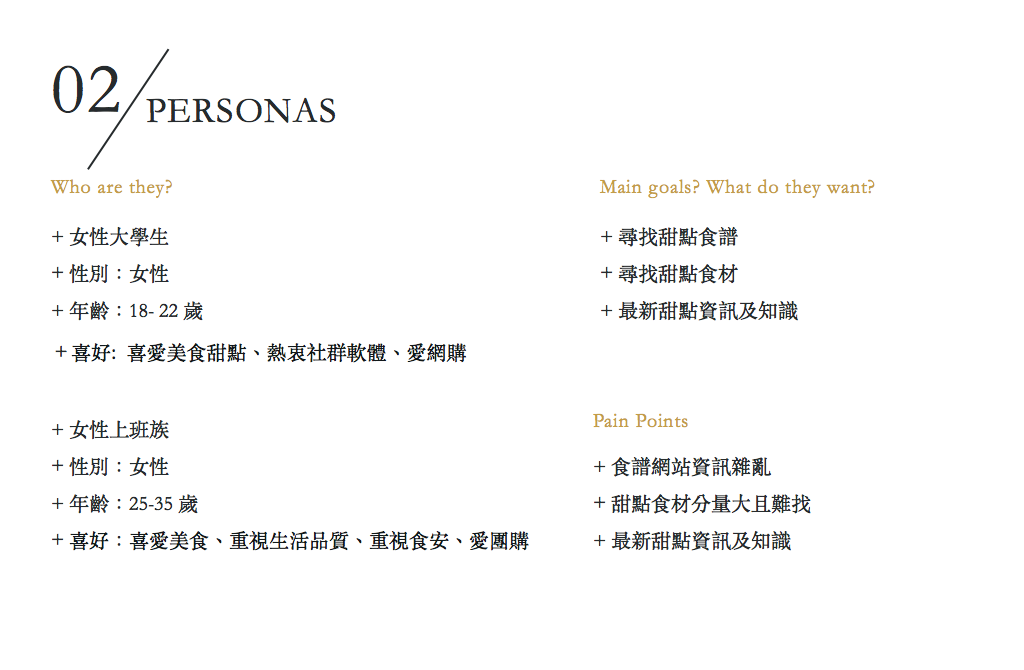 02
PERSONAS
Who are they?
+ 女性大學生
+ 性別：女性
+ 年齡：18- 22 歲
+ 喜好: 喜愛美食甜點、熱衷社群軟體、愛網購
+ 女性上班族
+ 性別：女性
+ 年齡：25-35 歲
+ 喜好：喜愛美食、重視生活品質、重視食安、愛團購
Main goals? What do they want?
+ 尋找甜點食譜
+ 尋找甜點食材
+ 最新甜點資訊及知識
Pain Points
+ 食譜網站資訊雜亂
+ 甜點食材分量大且難找
+ 最新甜點資訊及知識